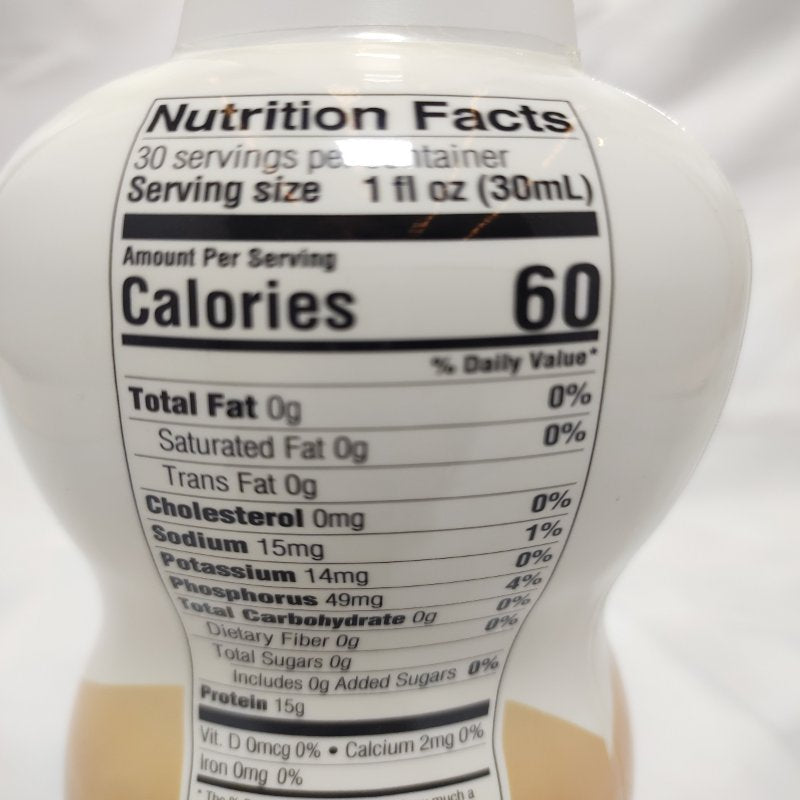 Nutrition Facts
30 servings per container
Serving size 1 fl oz (30mL)
Amount Per Serving
Calories 60
% Daily Value*
Total Fat 0g 0%
Saturated Fat 0g 0%
Trans Fat 0g
Cholesterol 0mg 0%
Sodium 15mg 1%
Potassium 14mg 0%
Phosphorus 49mg 4%
Total Carbohydrate 0g 0%
Dietary Fiber 0g 0%
Total Sugars 0g
Includes 0g Added Sugars 0%
Protein 15g
Vit. D 0mcg 0% • Calcium 2mg 0%
Iron 0mg 0%
* The % much a